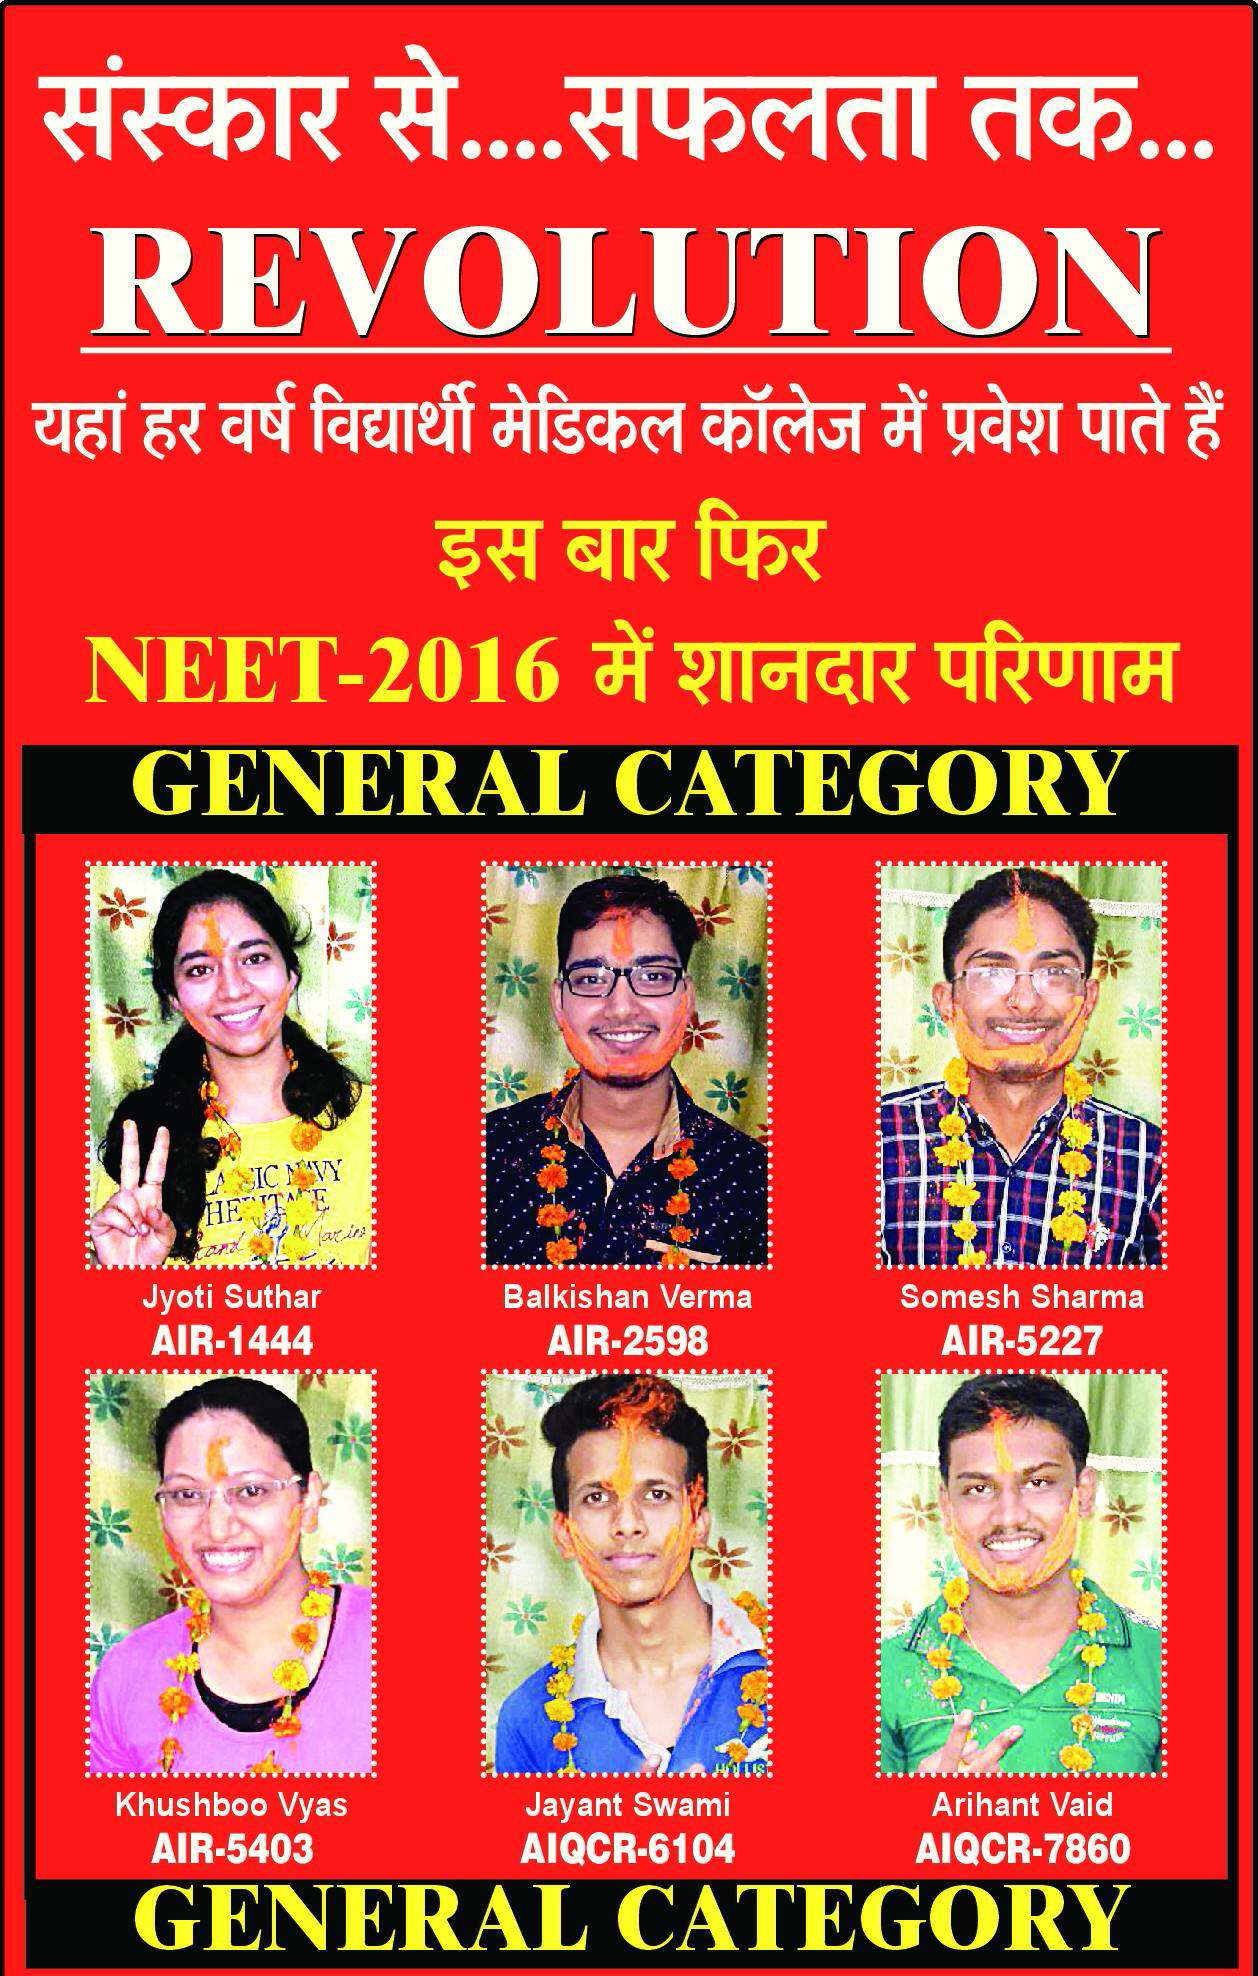 संस्कार से....सफलता तक...
REVOLUTION
यहां हर वर्ष विद्यार्थी मेडिकल कॉलेज में प्रवेश पाते हैं
इस बार फिर
NEET-2016 में शानदार परिणाम
GENERAL CATEGORY
NAVY
Jyoti Suthar Balkishan Verma Somesh Sharma
AIR-1444 AIR-2598 AIR-5227
Khushboo Vyas Jayant Swami Arihant Vaid
AIR-5403 AIQCR-6104 AIQCR-7860
GENERAL CATEGORY